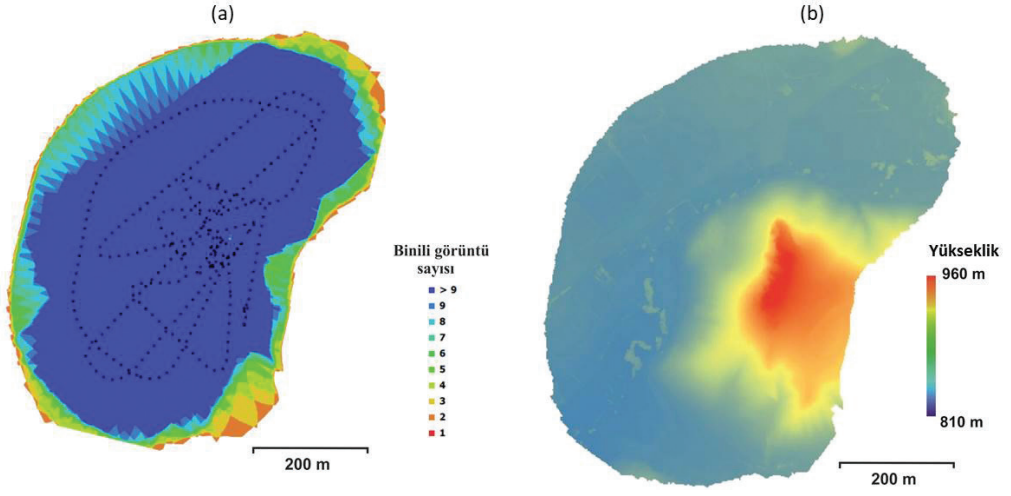 (a)
Binili görüntü
sayısı
> 9
9
8
7
6
5
4
3
2
1
200 m
(b)
Yükseklik
960 m
810 m
200 m